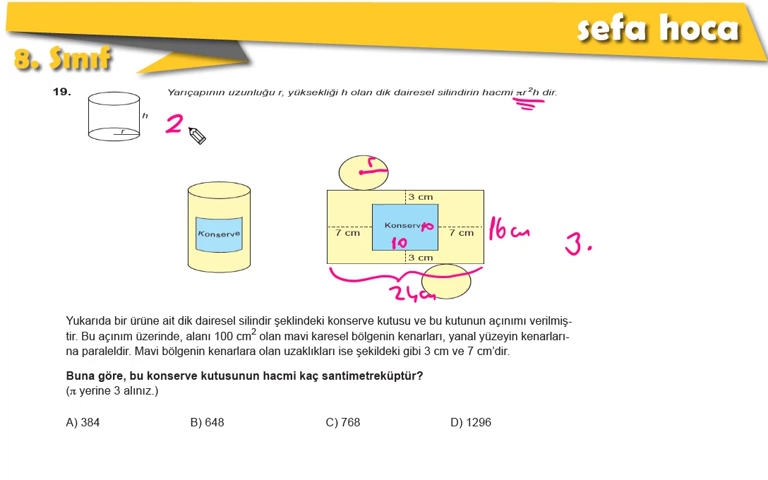 sefa hoca
8. Sınıf
19.
Yarıçapının uzunluğu r, yüksekliği h olan dik dairesel silindirin hacmi πr²h dir.
h
r
2
r
3 cm
Konserve
Konserve
10
7 cm
7 cm
16cm
3.
10
3 cm
24cm
Yukarıda bir ürüne ait dik dairesel silindir şeklindeki konserve kutusu ve bu kutunun açınımı verilmiş-
tir. Bu açınım üzerinde, alanı 100 cm² olan mavi karesel bölgenin kenarları, yanal yüzeyin kenarları-
na paraleldir. Mavi bölgenin kenarlara olan uzaklıkları ise şekildeki gibi 3 cm ve 7 cm'dir.
Buna göre, bu konserve kutusunun hacmi kaç santimetreküptür?
(π yerine 3 alınız.)
A) 384 B) 648 C) 768 D) 1296